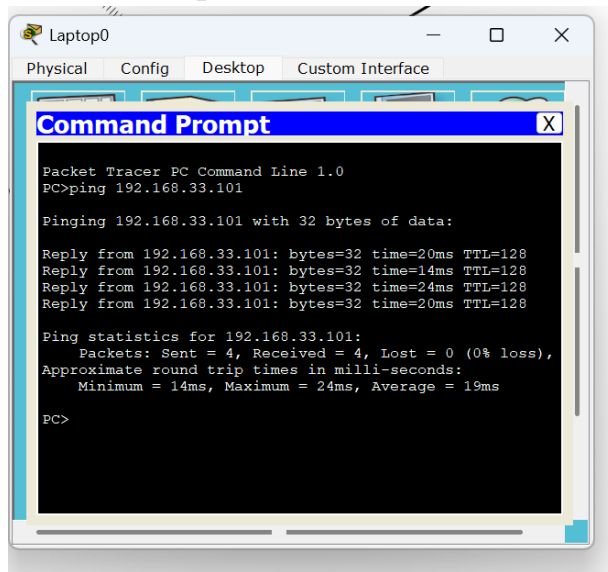 Laptop0
Physical Config Desktop Custom Interface
Command Prompt X
Packet Tracer PC Command Line 1.0
PC>ping 192.168.33.101
Pinging 192.168.33.101 with 32 bytes of data:
Reply from 192.168.33.101: bytes=32 time=20ms TTL=128
Reply from 192.168.33.101: bytes=32 time=14ms TTL=128
Reply from 192.168.33.101: bytes=32 time=24ms TTL=128
Reply from 192.168.33.101: bytes=32 time=20ms TTL=128
Ping statistics for 192.168.33.101:
Packets: Sent = 4, Received = 4, Lost = 0 (0% loss),
Approximate round trip times in milli-seconds:
Minimum = 14ms, Maximum = 24ms, Average = 19ms
PC>